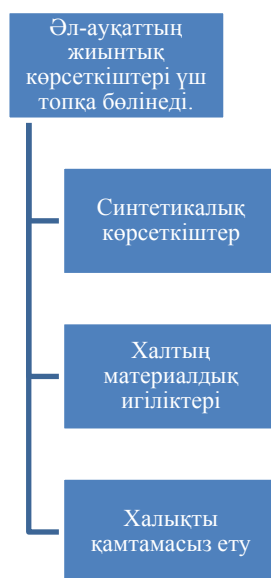 Әл-ауқаттың
жиынтық
көрсеткіштері үш
топқа бөлінеді.
Синтетикалық
көрсеткіштер
Халтың
материалдық
игіліктері
Халықты
қамтамасыз ету